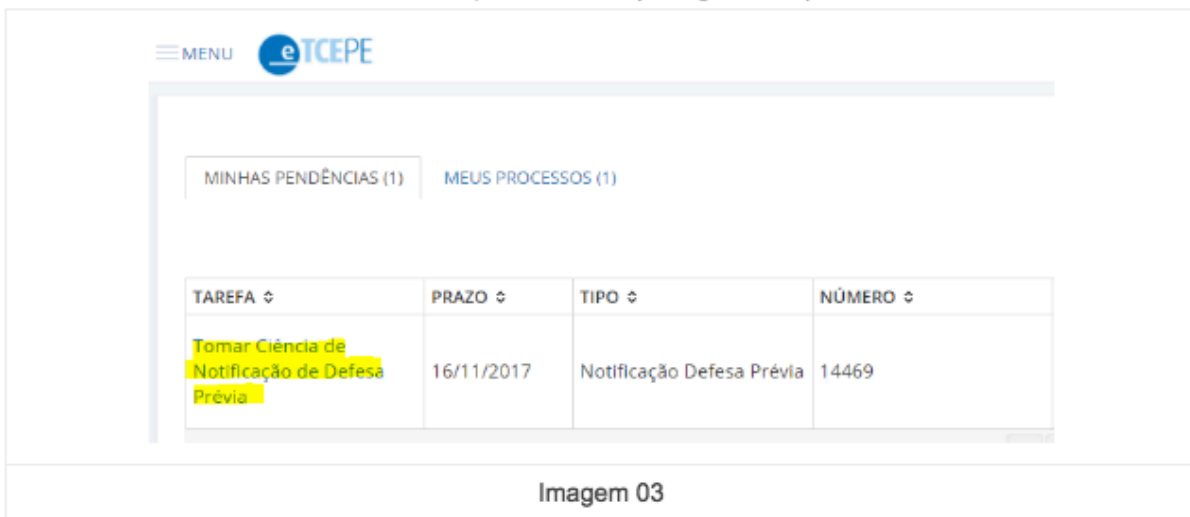 MENU eTCEPE
MINHAS PENDÊNCIAS (1) MEUS PROCESSOS (1)
TAREFA PRAZO TIPO NÚMERO
Tomar Ciência de
Notificação de Defesa 16/11/2017 Notificação Defesa Prévia 14469
Prévia
Imagem 03